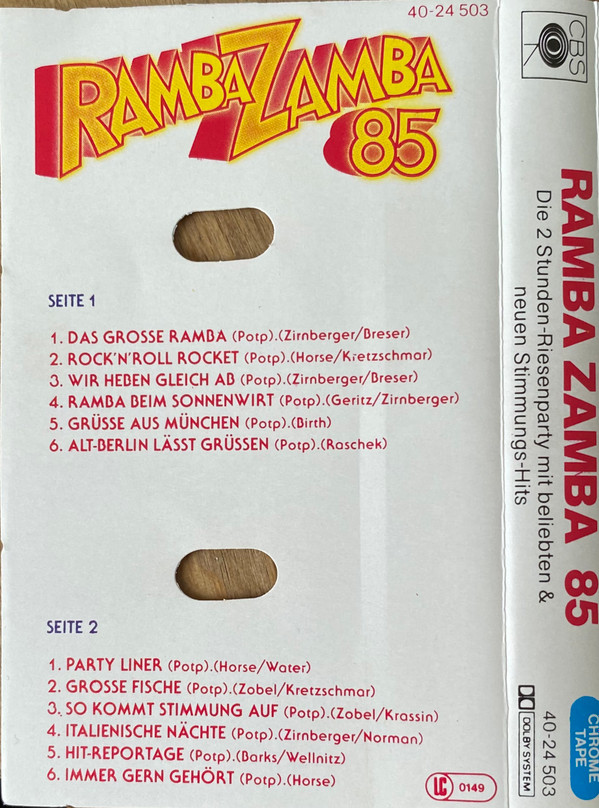 40-24 503
RAMBA ZAMBA
85
SEITE 1
1. DAS GROSSE RAMBA (Potp).(Zirnberger/Breser)
2. ROCK'N'ROLL ROCKET (Potp).(Horse/Kretzschmar)
3. WIR HEBEN GLEICH AB (Potp).(Zirnberger/Breser)
4. RAMBA BEIM SONNENWIRT (Potp).(Geritz/Zirnberger)
5. GRÜSSE AUS MÜNCHEN (Potp).(Birth)
6. ALT-BERLIN LÄSST GRÜSSEN (Potp).(Raschek)
SEITE 2
1. PARTY LINER (Potp).(Horse/Water)
2. GROSSE FISCHE (Potp).(Zobel/Kretzschmar)
3. SO KOMMT STIMMUNG AUF (Potp).(Zobel/Krassin)
4. ITALIENISCHE NÄCHTE (Potp).(Zirnberger/Norman)
5. HIT-REPORTAGE (Potp).(Barks/Wellnitz)
6. IMMER GERN GEHÖRT (Potp).(Horse)
LC 0149
CBS
RAMBA ZAMBA 85
Die 2 Stunden-Riesenparty mit beliebten &
neuen Stimmungs-Hits
DOLBY SYSTEM
40-24 503
CHROME
TAPE